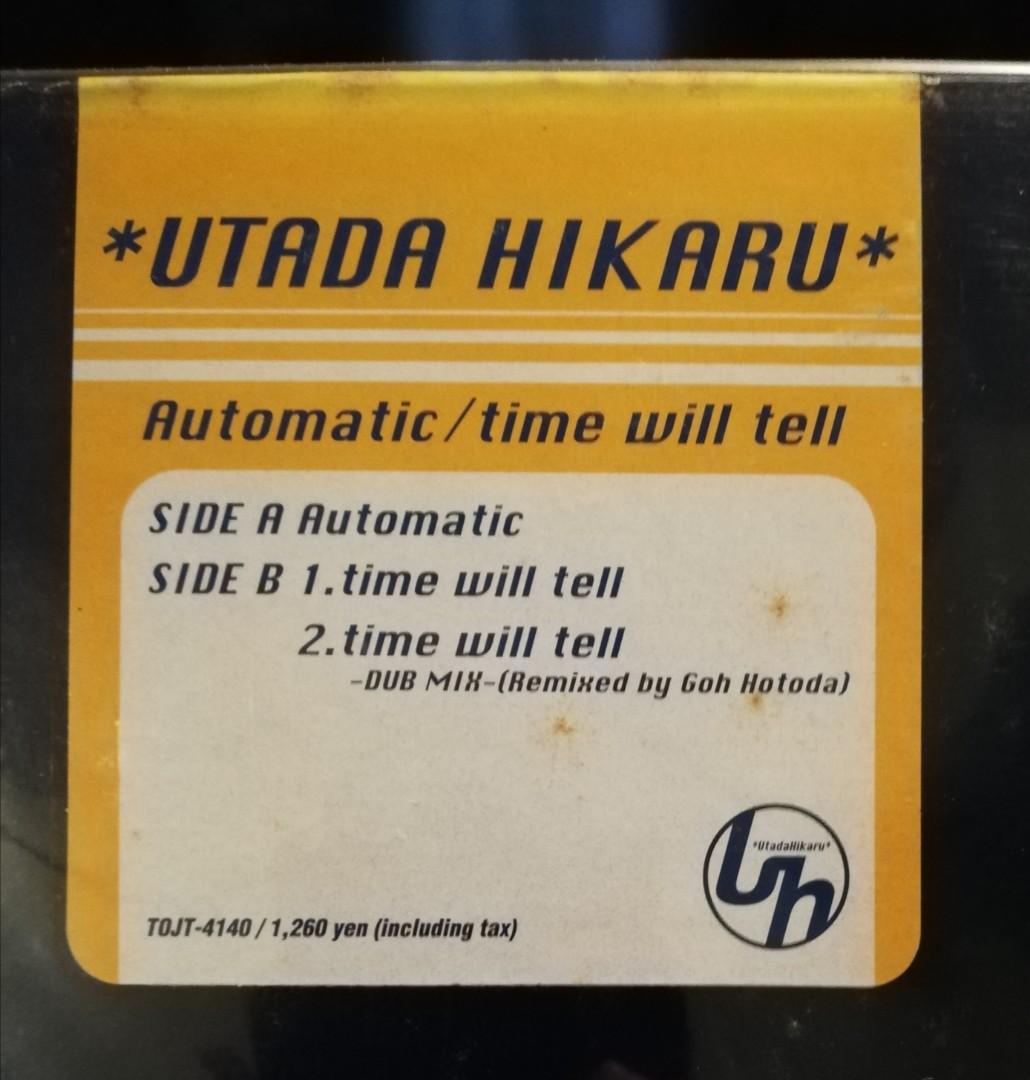 *UTADA HIKARU*
Automatic/time will tell
SIDE A Automatic
SIDE B 1.time will tell
2.time will tell
-DUB MIX-(Remixed by Goh Hotoda)
*UtadaHikaru*
Uh
TOJT-4140 / 1,260 yen (including tax)